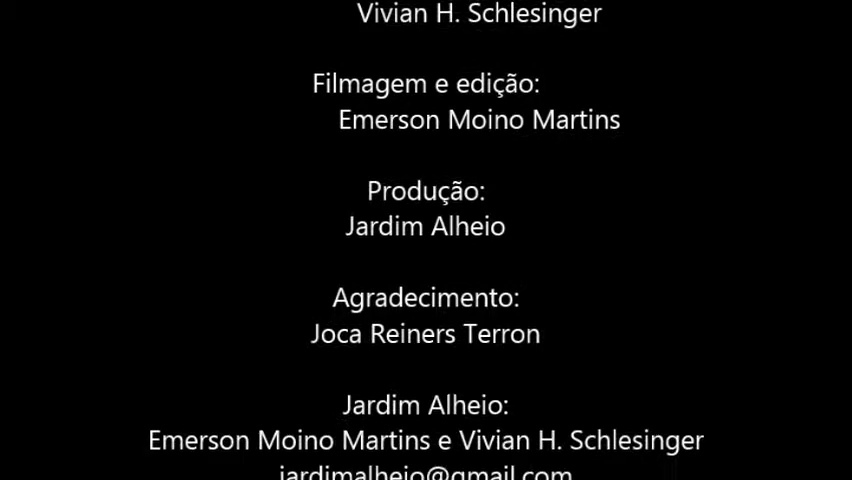 Vivian H. Schlesinger
Filmagem e edição:
Emerson Moino Martins
Produção:
Jardim Alheio
Agradecimento:
Joca Reiners Terron
Jardim Alheio:
Emerson Moino Martins e Vivian H. Schlesinger
jardimalheio@gmail.com